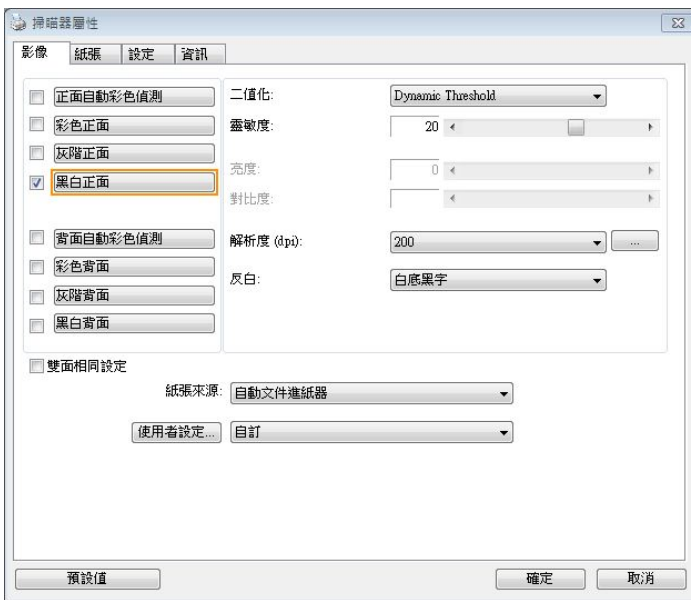 掃瞄器屬性
影像 紙張 設定 資訊
正面自動彩色偵測 二值化: Dynamic Threshold
彩色正面 靈敏度: 20
灰階正面
亮度: 0
黑白正面
對比度:
背面自動彩色偵測 解析度 (dpi): 200 ...
彩色背面
反白: 白底黑字
灰階背面
黑白背面
雙面相同設定
紙張來源: 自動文件進紙器
使用者設定... 自訂
預設值 確定 取消